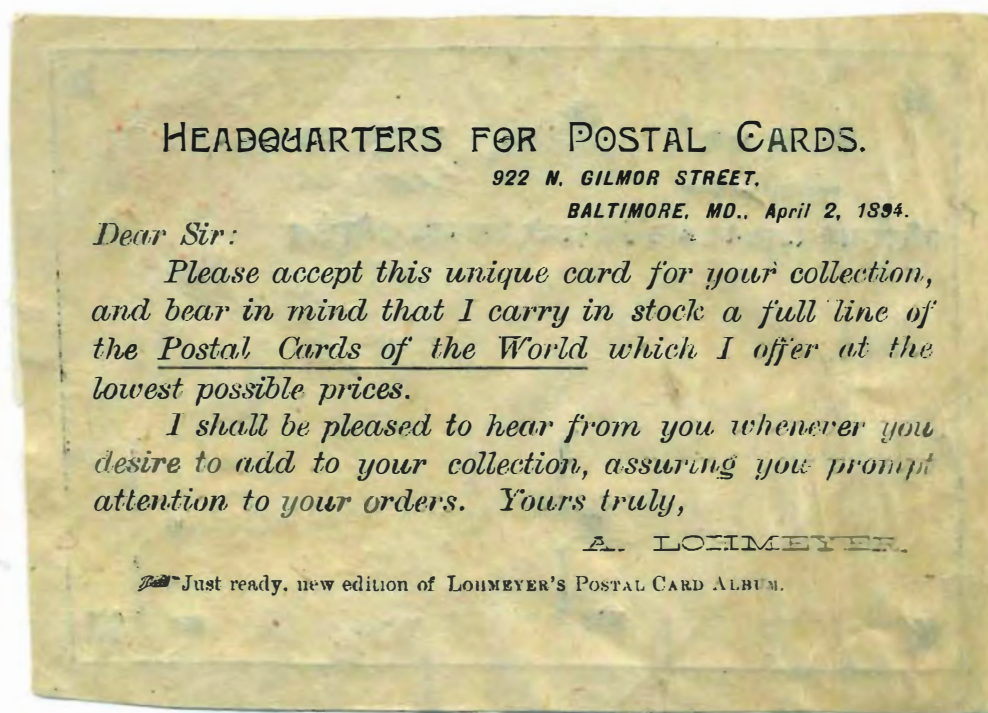 HEADQUARTERS FOR POSTAL CARDS.
922 N. GILMOR STREET,
BALTIMORE, MD., April 2, 1894.
Dear Sir:
Please accept this unique card for your collection,
and bear in mind that I carry in stock a full line of
the Postal Cards of the World which I offer at the
lowest possible prices.
I shall be pleased to hear from you whenever you
desire to add to your collection, assuring you prompt
attention to your orders. Yours truly,
A. LOHMEYER.
Just ready, new edition of LOHMEYER'S POSTAL CARD ALBUM.